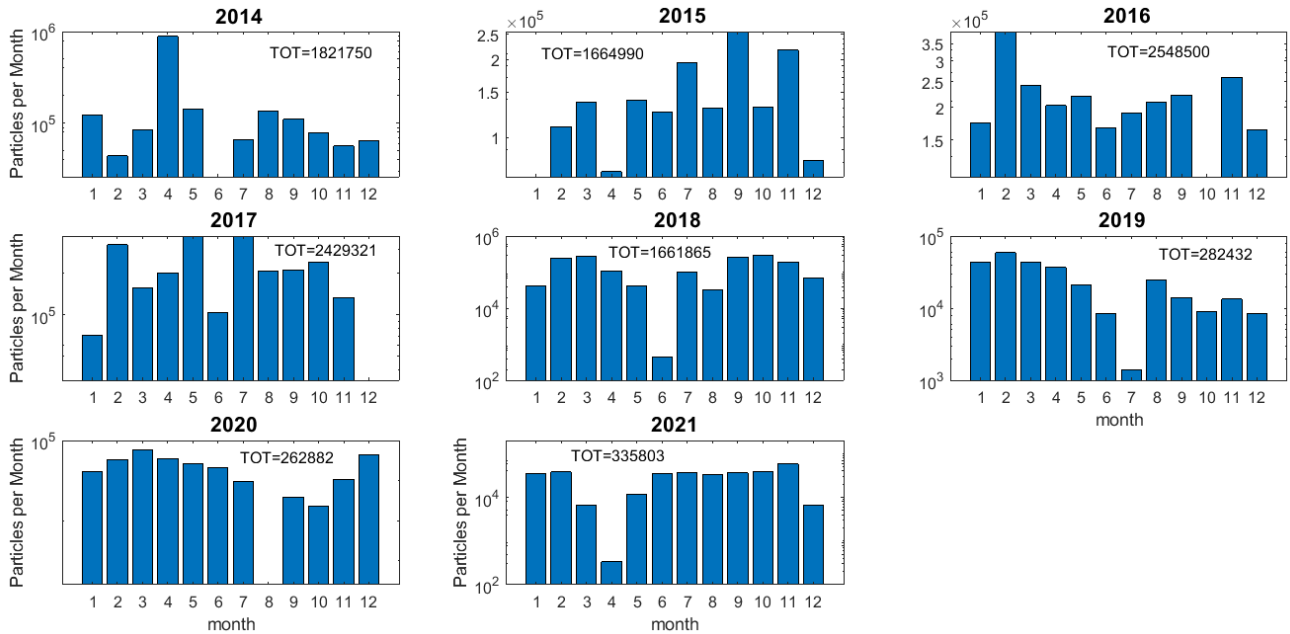 2014
10^6
10^5
Particles per Month
TOT=1821750
1 2 3 4 5 6 7 8 9 10 11 12
2015
×10^5
2.5
2
1.5
1
TOT=1664990
1 2 3 4 5 6 7 8 9 10 11 12
2016
×10^5
3.5
3
2.5
2
1.5
TOT=2548500
1 2 3 4 5 6 7 8 9 10 11 12
2017
10^5
Particles per Month
TOT=2429321
1 2 3 4 5 6 7 8 9 10 11 12
2018
10^6
10^4
10^2
TOT=1661865
1 2 3 4 5 6 7 8 9 10 11 12
2019
10^5
10^4
10^3
TOT=282432
1 2 3 4 5 6 7 8 9 10 11 12
month
2020
10^5
Particles per Month
TOT=262882
1 2 3 4 5 6 7 8 9 10 11 12
month
2021
10^4
10^2
Particles per Month
TOT=335803
1 2 3 4 5 6 7 8 9 10 11 12
month